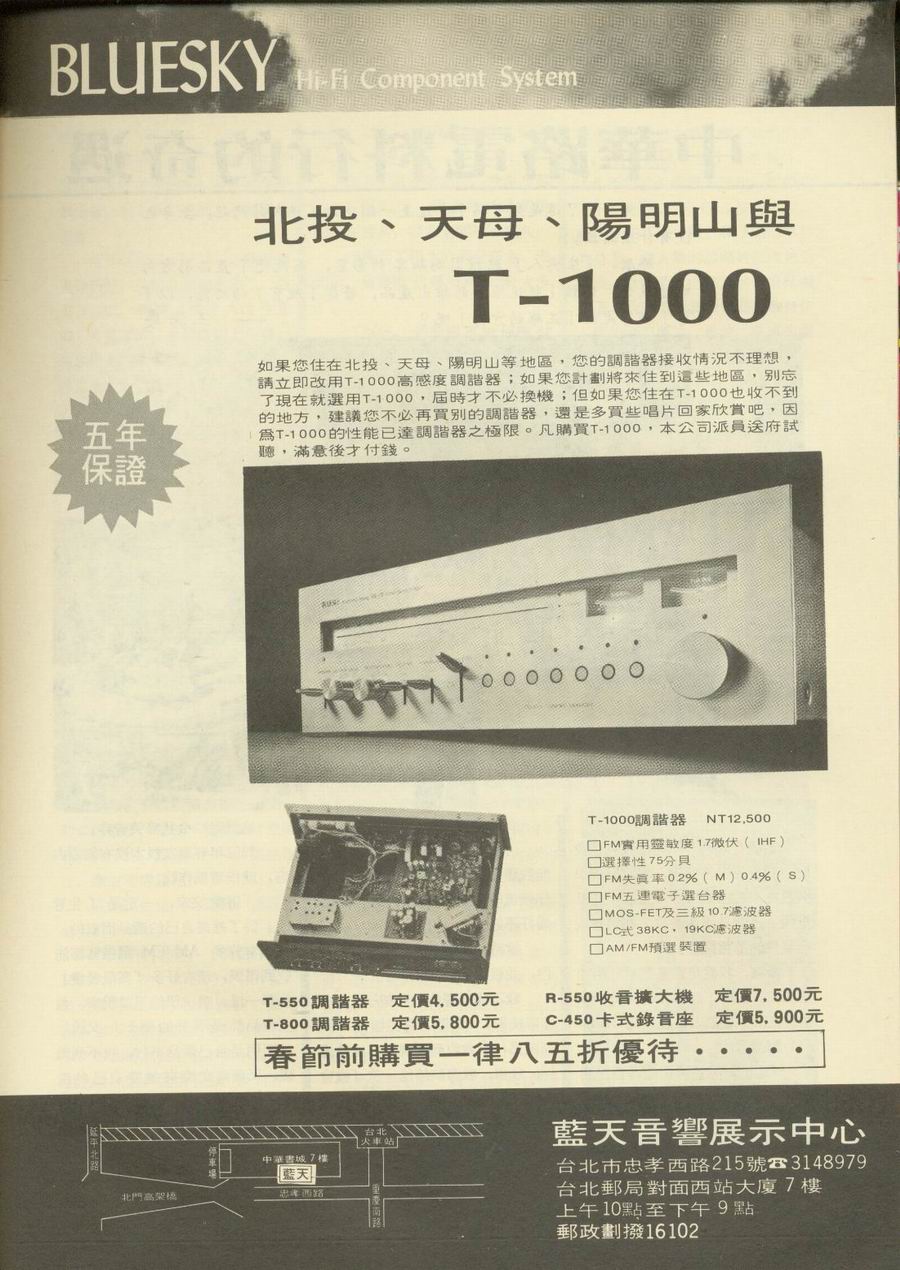 BLUESKY Hi-Fi Component System
北投、天母、陽明山與
T-1000
如果您住在北投、天母、陽明山等地區，您的調諧器接收情況不理想，
請立即改用T-1000高感度調諧器；如果您計劃將來住到這些地區，別忘
了現在就選用T-1000，屆時才不必換機；但如果您住在T-1000也收不到
的地方，建議您不必再買別的調諧器，還是多買些唱片回家欣賞吧，因
為T-1000的性能已達調諧器之極限。凡購買T-1000，本公司派員送府試
聽，滿意後才付錢。
五年
保證
T-1000調諧器 NT12,500
□FM實用靈敏度1.7微伏（IHF）
□選擇性75分貝
□FM失眞率0.2%（M）0.4%（S）
□FM五連電子選台器
□MOS-FET及三級10.7濾波器
□LC式38KC，19KC濾波器
□AM/FM預選裝置
T-550調諧器 定價4,500元
T-800調諧器 定價5,800元
R-550收音擴大機 定價7,500元
C-450卡式錄音座 定價5,900元
春節前購買一律八五折優待・・・・・
延平北路
台北
火車站
停車場
中華書城7樓
藍天
北門高架橋
忠孝西路
重慶南路
藍天音響展示中心
台北市忠孝西路215號☎3148979
台北郵局對面西站大廈7樓
上午10點至下午9點
郵政劃撥16102